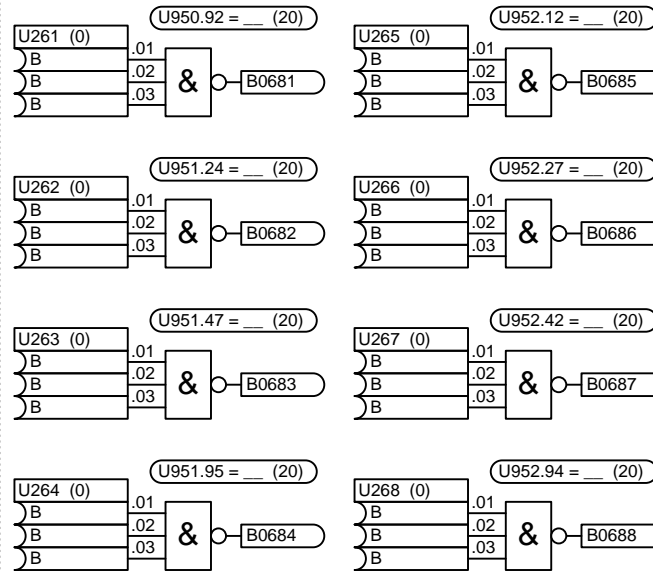 U950.92 = __ (20)
U261 (0)
B .01
B .02 & B0681
B .03
U952.12 = __ (20)
U265 (0)
B .01
B .02 & B0685
B .03
U951.24 = __ (20)
U262 (0)
B .01
B .02 & B0682
B .03
U952.27 = __ (20)
U266 (0)
B .01
B .02 & B0686
B .03
U951.47 = __ (20)
U263 (0)
B .01
B .02 & B0683
B .03
U952.42 = __ (20)
U267 (0)
B .01
B .02 & B0687
B .03
U951.95 = __ (20)
U264 (0)
B .01
B .02 & B0684
B .03
U952.94 = __ (20)
U268 (0)
B .01
B .02 & B0688
B .03